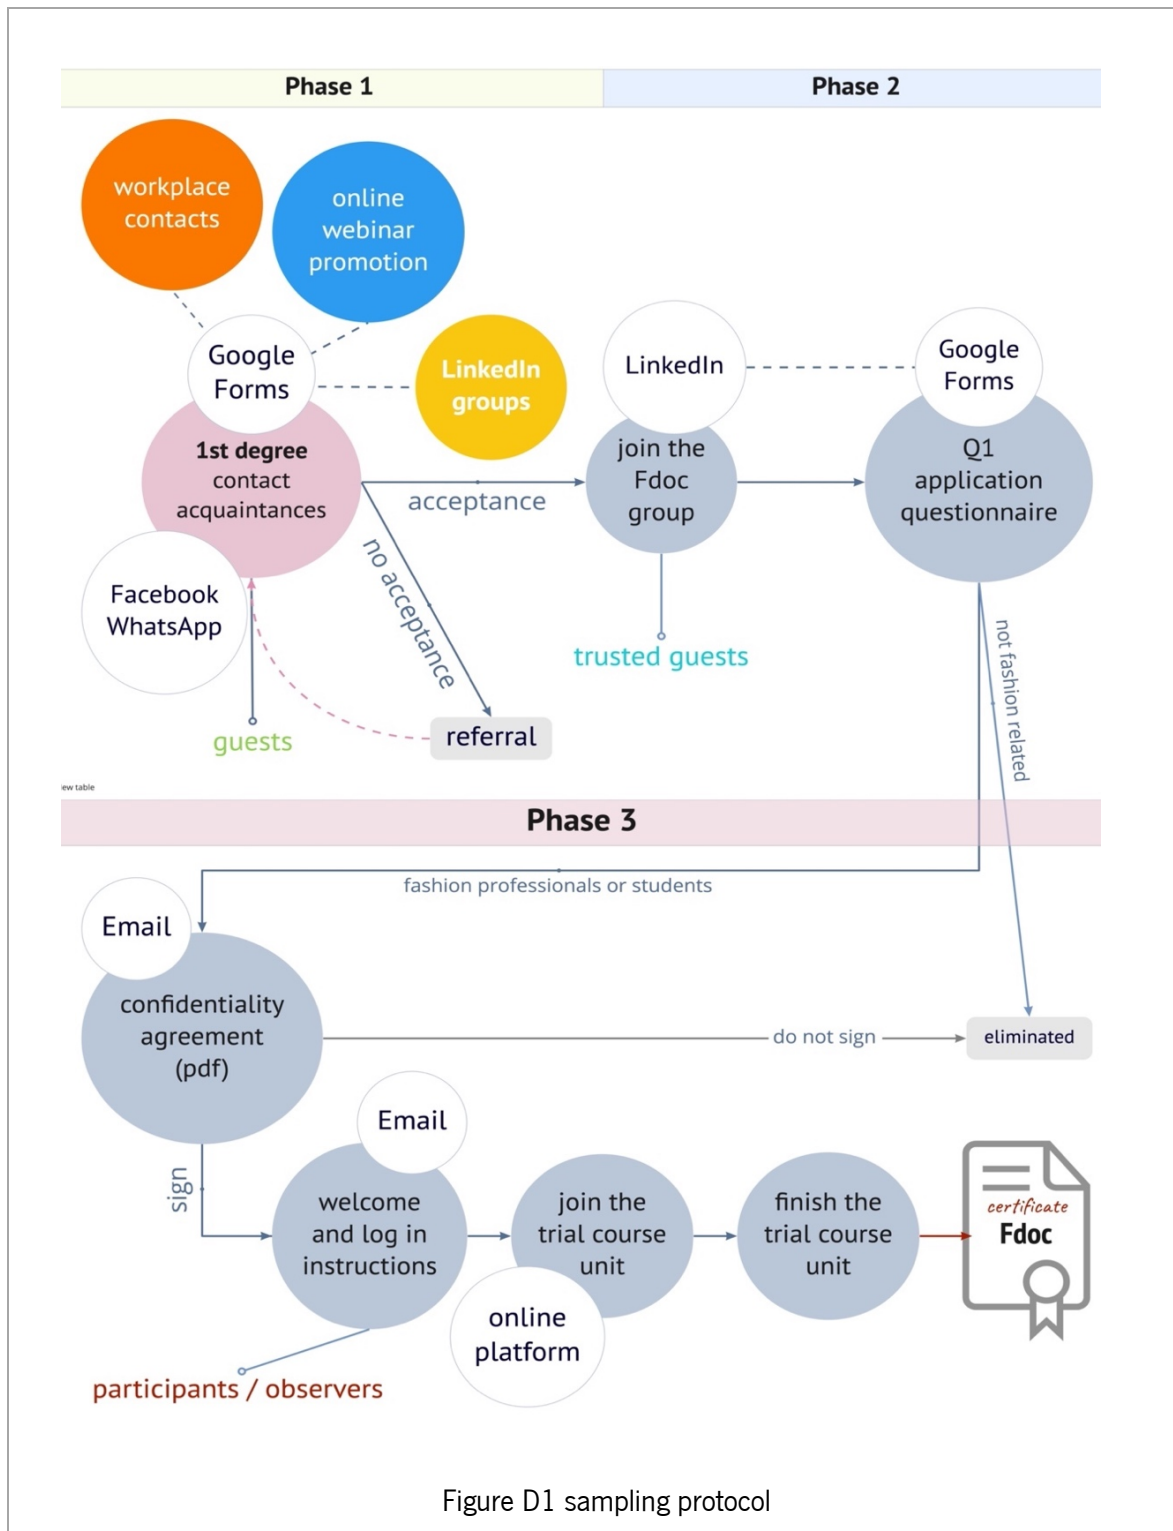 Phase 1
Phase 2
workplace
contacts
online
webinar
promotion
Google
Forms
LinkedIn
groups
1st degree
contact
acquaintances
Facebook
WhatsApp
guests
acceptance
no acceptance
referral
LinkedIn
join the
Fdoc
group
trusted guests
Google
Forms
Q1
application
questionnaire
not fashion related
ew table
Phase 3
fashion professionals or students
Email
confidentiality
agreement
(pdf)
do not sign
eliminated
sign
Email
welcome
and log in
instructions
participants / observers
join the
trial course
unit
online
platform
finish the
trial course
unit
certificate
Fdoc
Figure D1 sampling protocol